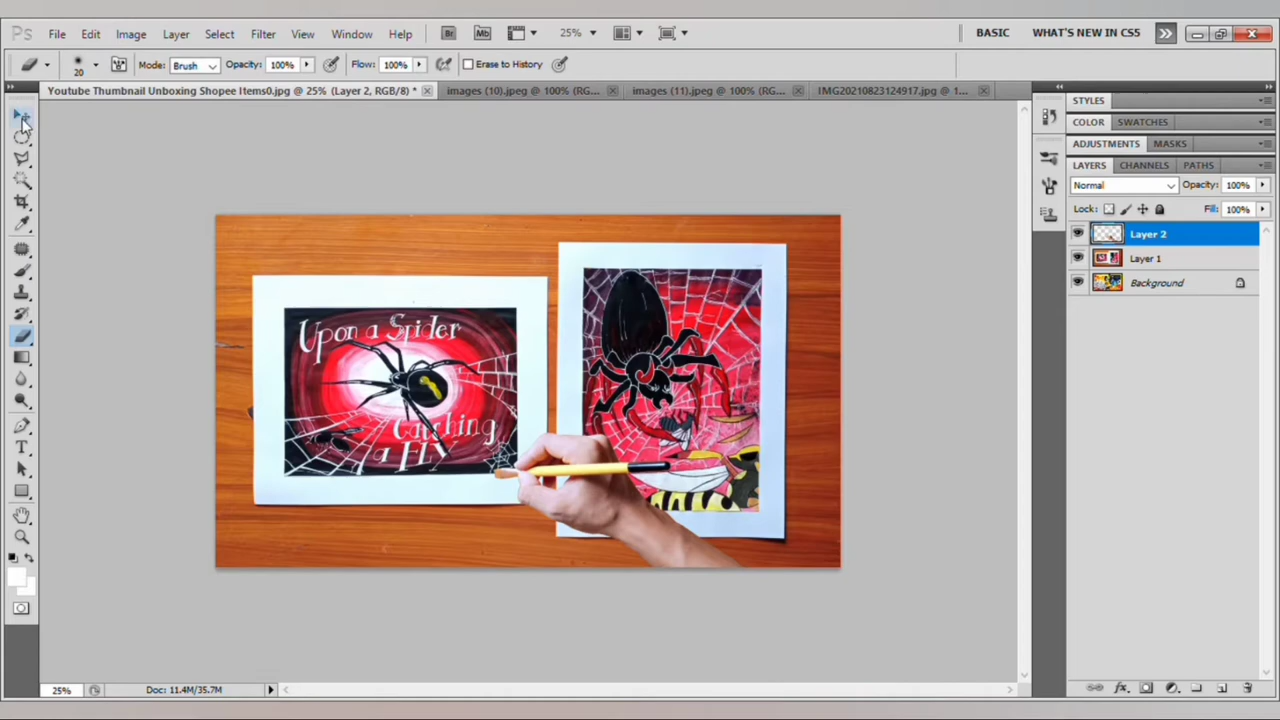 Ps File Edit Image Layer Select Filter View Window Help Br Mb 25% BASIC WHAT'S NEW IN CS5
20 Mode: Brush Opacity: 100% Flow: 100% Erase to History
Youtube Thumbnail Unboxing Shopee Items0.jpg @ 25% (Layer 2, RGB/8) * images (10).jpeg @ 100% (RG... images (11).jpeg @ 100% (RG... IMG20210823124917.jpg @ 1...
STYLES
COLOR SWATCHES
ADJUSTMENTS MASKS
LAYERS CHANNELS PATHS
Normal Opacity: 100%
Lock: Fill: 100%
Layer 2
Layer 1
Background
Upon a Spider
Catching
a FLY
25% Doc: 11.4M/35.7M